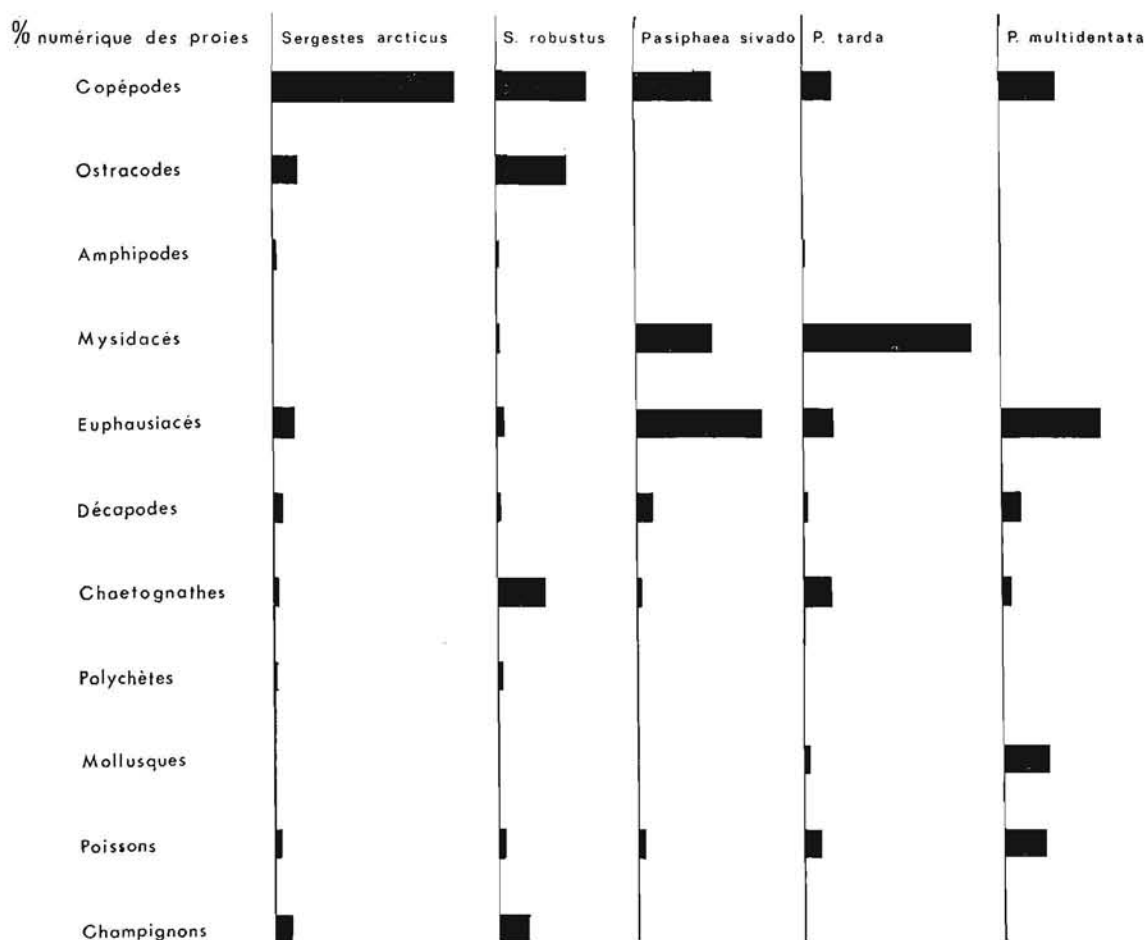 % numérique des proies Sergestes arcticus S. robustus Pasiphaea sivado P. tarda P. multidentata
Copépodes
Ostracodes
Amphipodes
Mysidacés
Euphausiacés
Décapodes
Chaetognathes
Polychètes
Mollusques
Poissons
Champignons